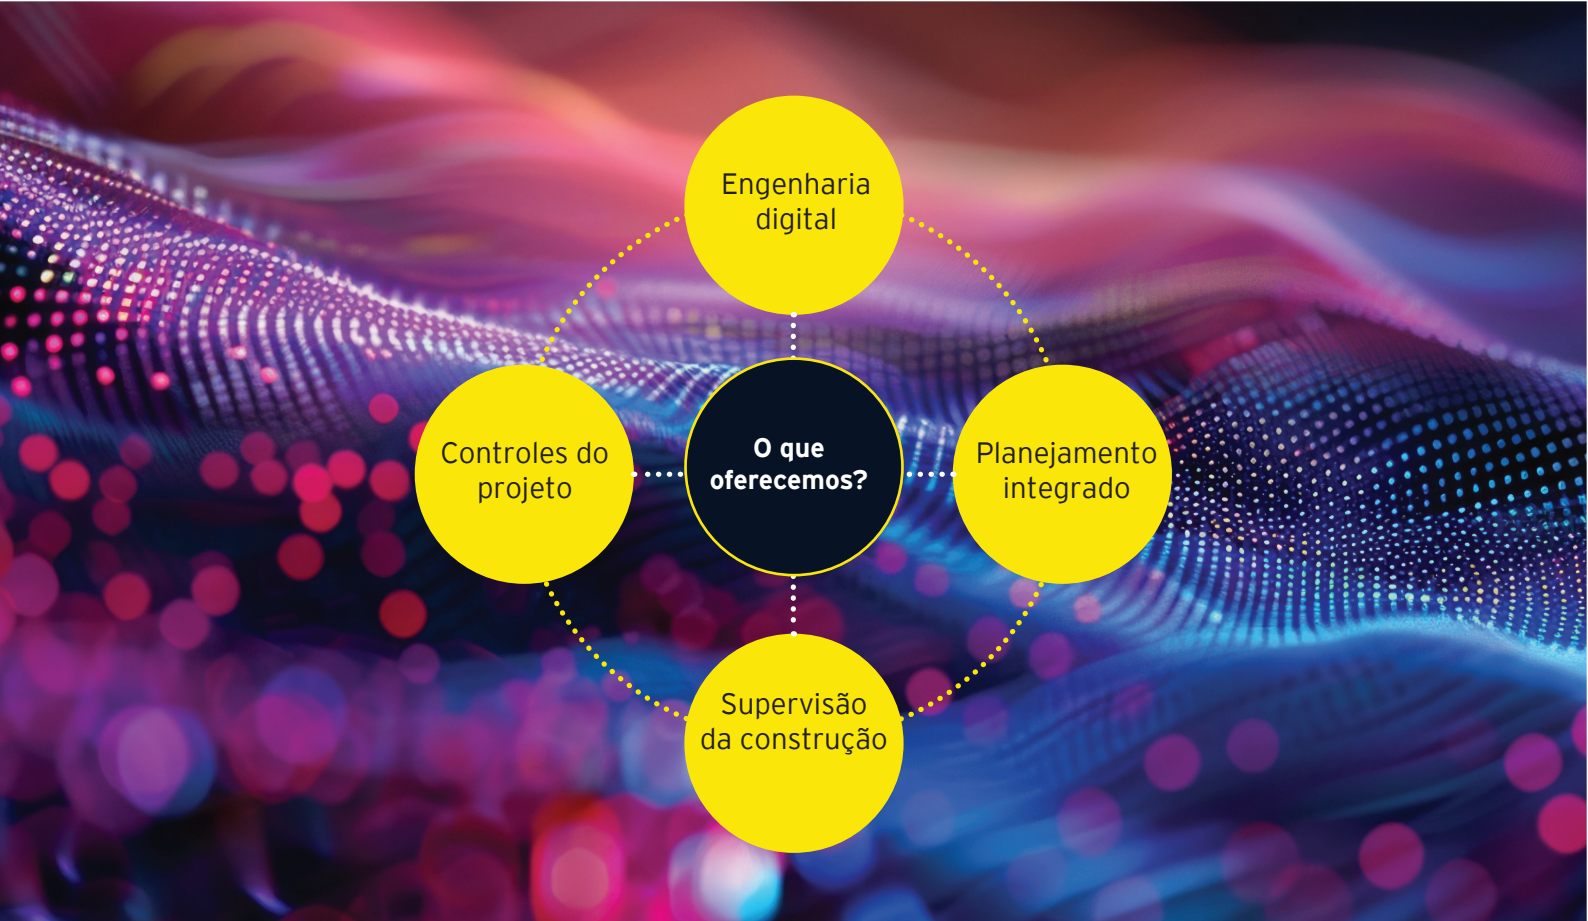 Engenharia
digital
Controles do
projeto
O que
oferecemos?
Planejamento
integrado
Supervisão
da construção